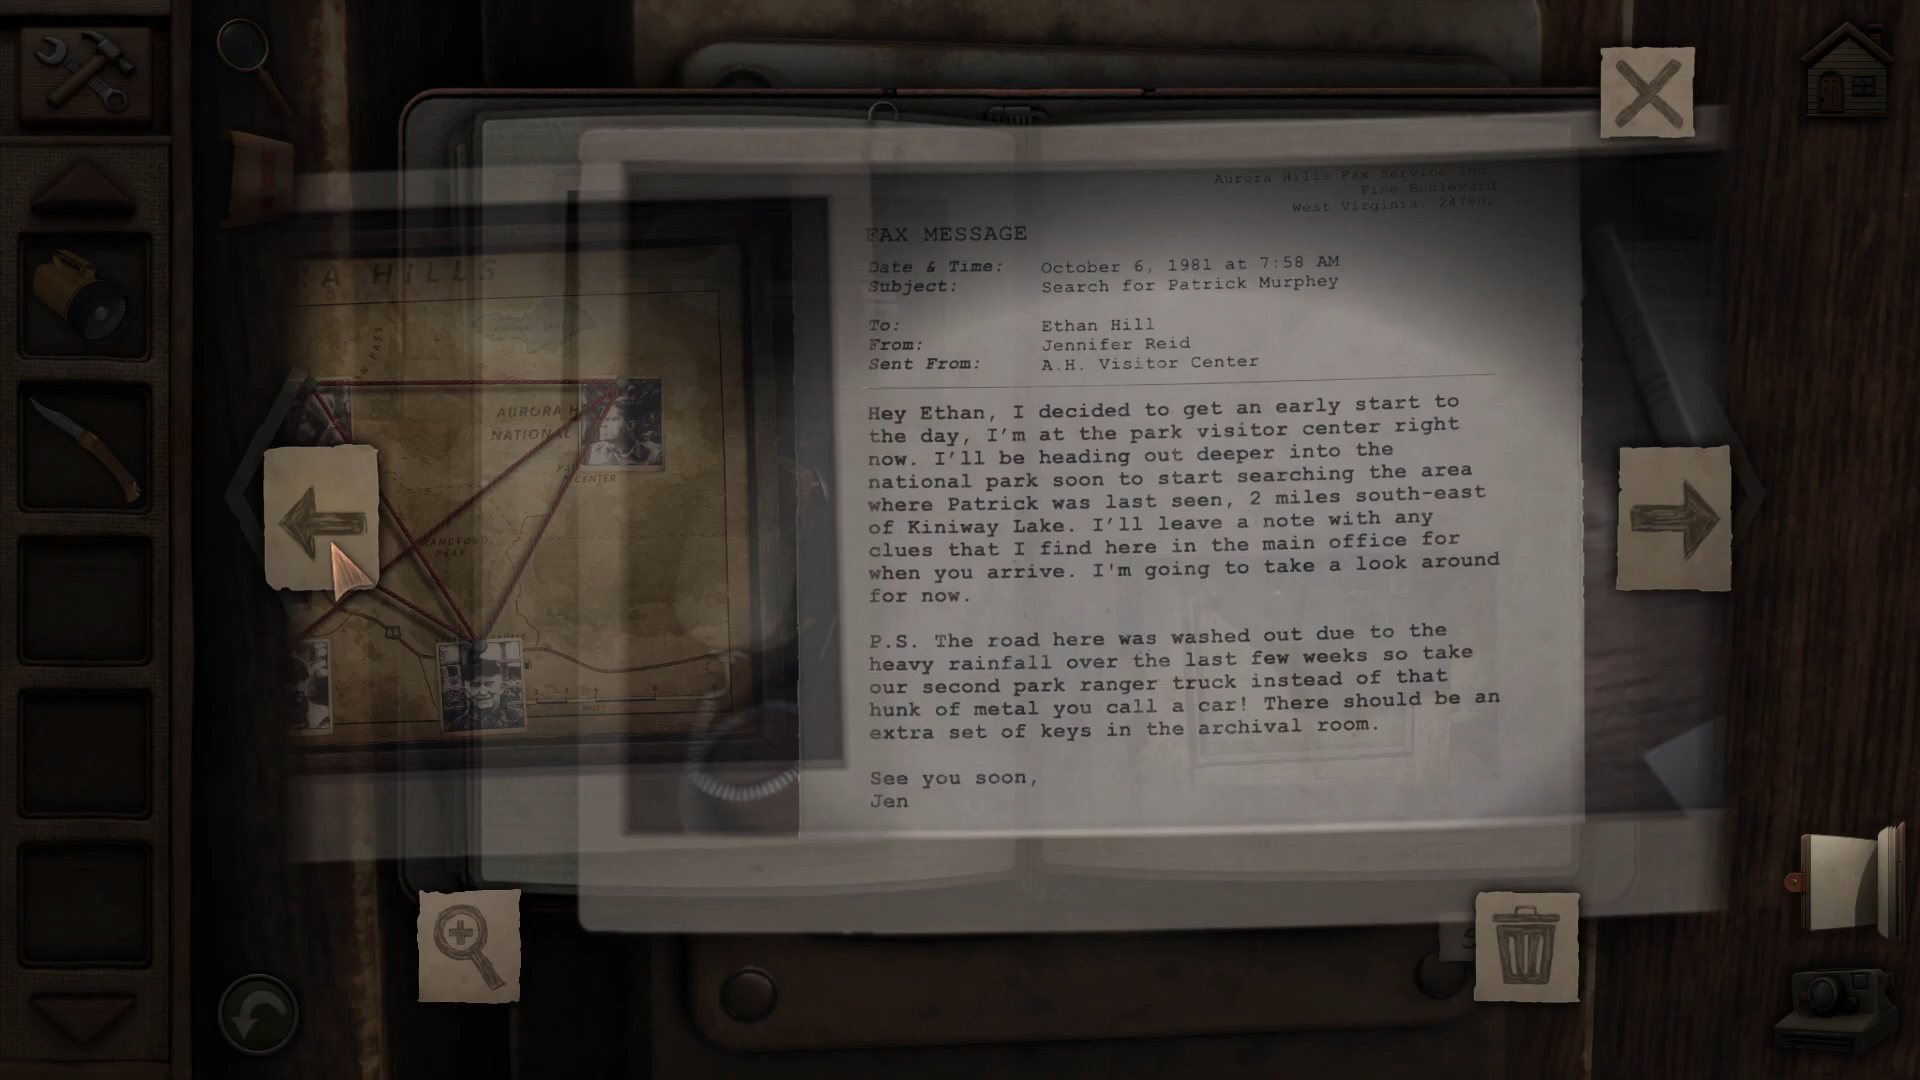 Aurora Hills Fax Service Inc
Pine Boulevard
West Virginia, 247802
FAX MESSAGE
Date & Time: October 6, 1981 at 7:58 AM
Subject: Search for Patrick Murphey
To: Ethan Hill
From: Jennifer Reid
Sent From: A.H. Visitor Center
Hey Ethan, I decided to get an early start to
the day, I'm at the park visitor center right
now. I'll be heading out deeper into the
national park soon to start searching the area
where Patrick was last seen, 2 miles south-east
of Kiniway Lake. I'll leave a note with any
clues that I find here in the main office for
when you arrive. I'm going to take a look around
for now.
P.S. The road here was washed out due to the
heavy rainfall over the last few weeks so take
our second park ranger truck instead of that
hunk of metal you call a car! There should be an
extra set of keys in the archival room.
See you soon,
Jen
RA HILLS
PASS
AURORA H
NATIONAL
CENTER
PEAK